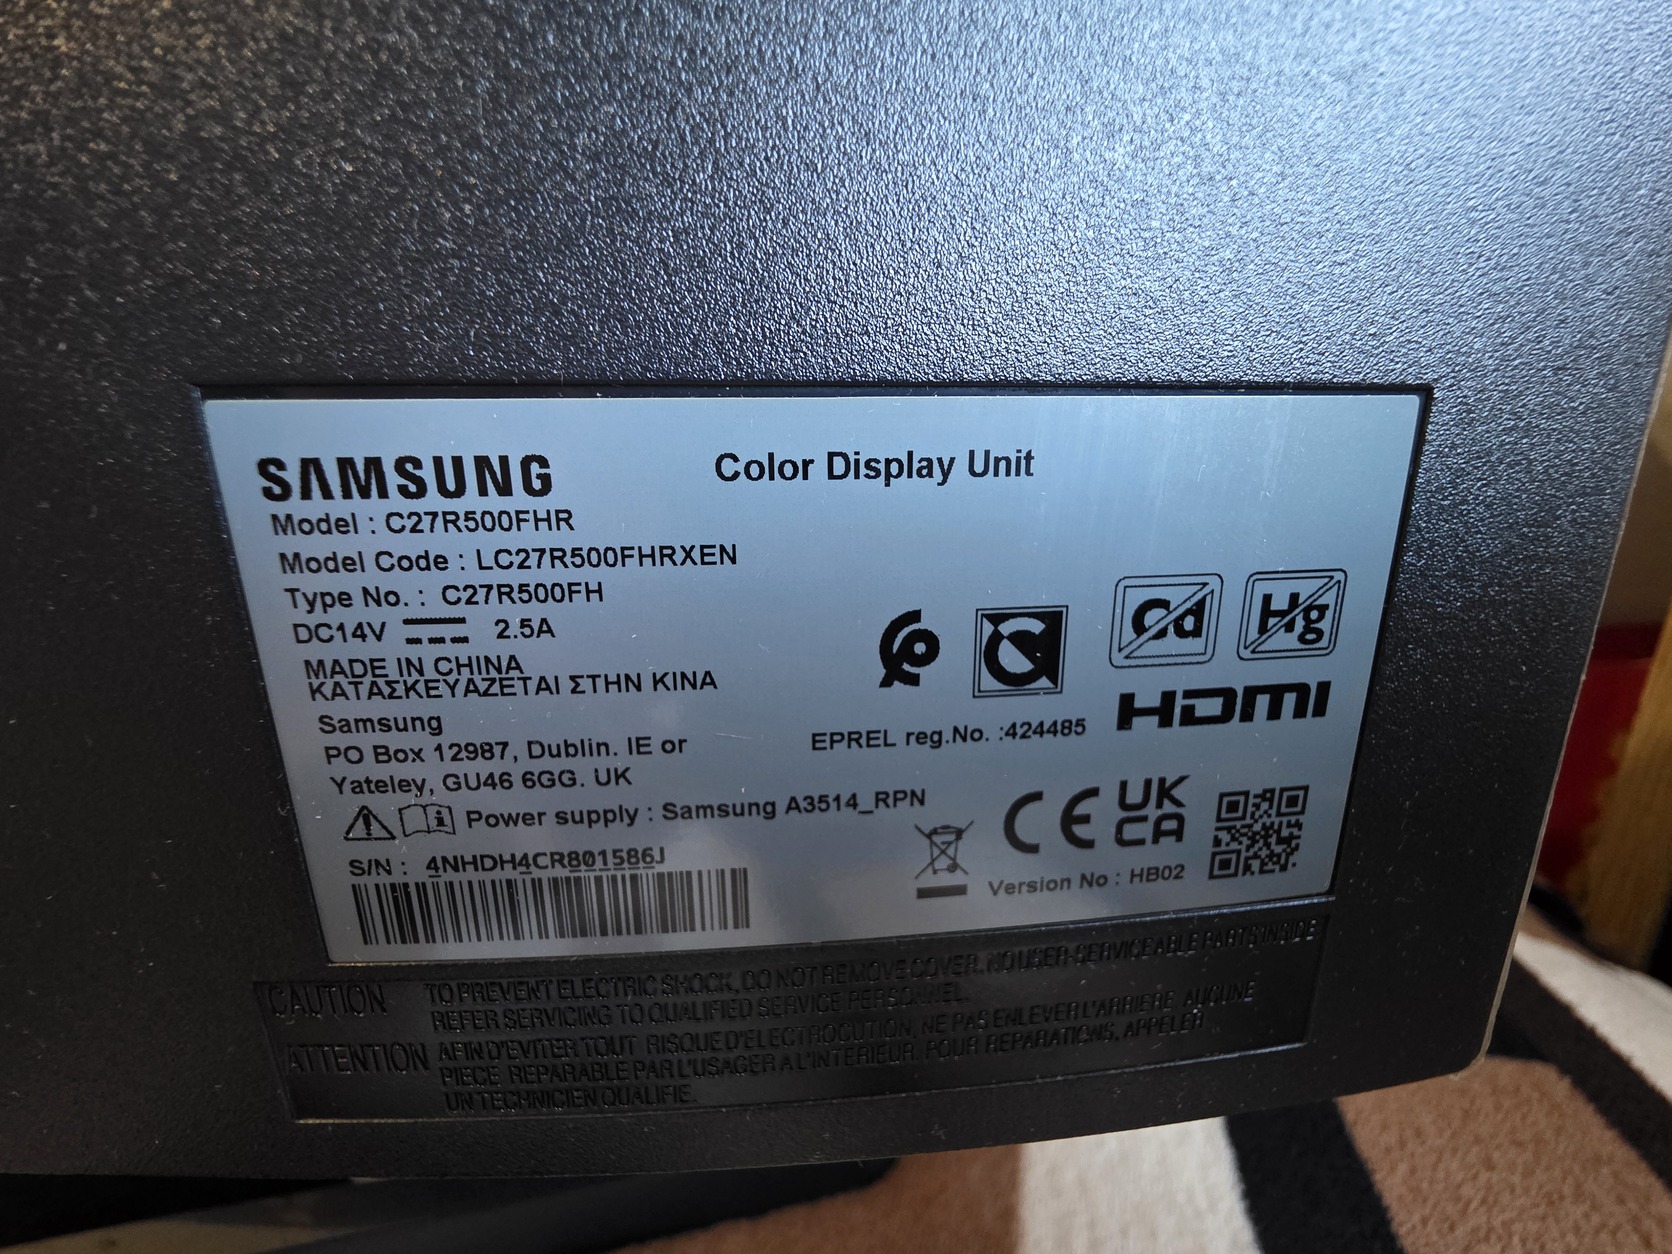 SAMSUNG
Color Display Unit
Model : C27R500FHR
Model Code : LC27R500FHRXEN
Type No. : C27R500FH
DC14V 2.5A
MADE IN CHINA
ΚΑΤΑΣΚΕΥΑΖΕΤΑΙ ΣΤΗΝ ΚΙΝΑ
Samsung
PO Box 12987, Dublin. IE or
Yateley, GU46 6GG. UK
Power supply : Samsung A3514_RPN
S/N : 4NHDH4CR801586J
Cd
Hg
HDMI
EPREL reg.No. :424485
CE
UK
CA
Version No : HB02
CAUTION TO PREVENT ELECTRIC SHOCK, DO NOT REMOVE COVER. NO USER-SERVICEABLE PARTS INSIDE
REFER SERVICING TO QUALIFIED SERVICE PERSONNEL.
ATTENTION AFIN D'EVITER TOUT RISQUE D'ELECTROCUTION, NE PAS ENLEVER L'ARRIERE, AUCUNE
PIECE REPARABLE PAR L'USAGER A L'INTERIEUR. POUR REPARATIONS, APPELER
UN TECHNICIEN QUALIFIE.